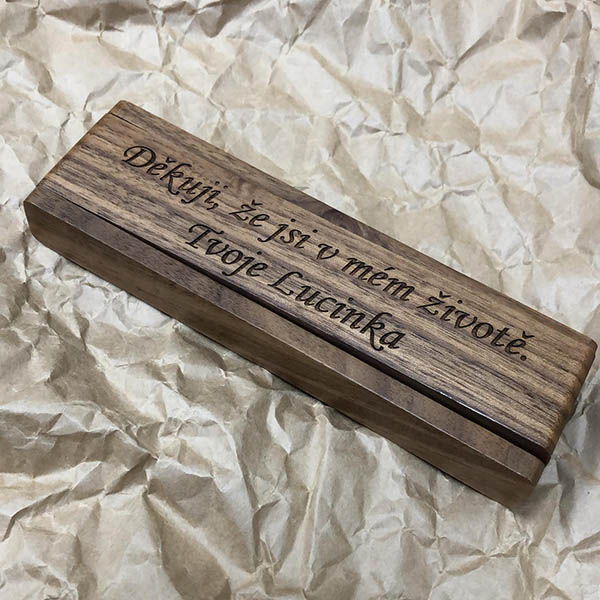 Děkuji, že jsi v mém životě.
Tvoje Lucinka